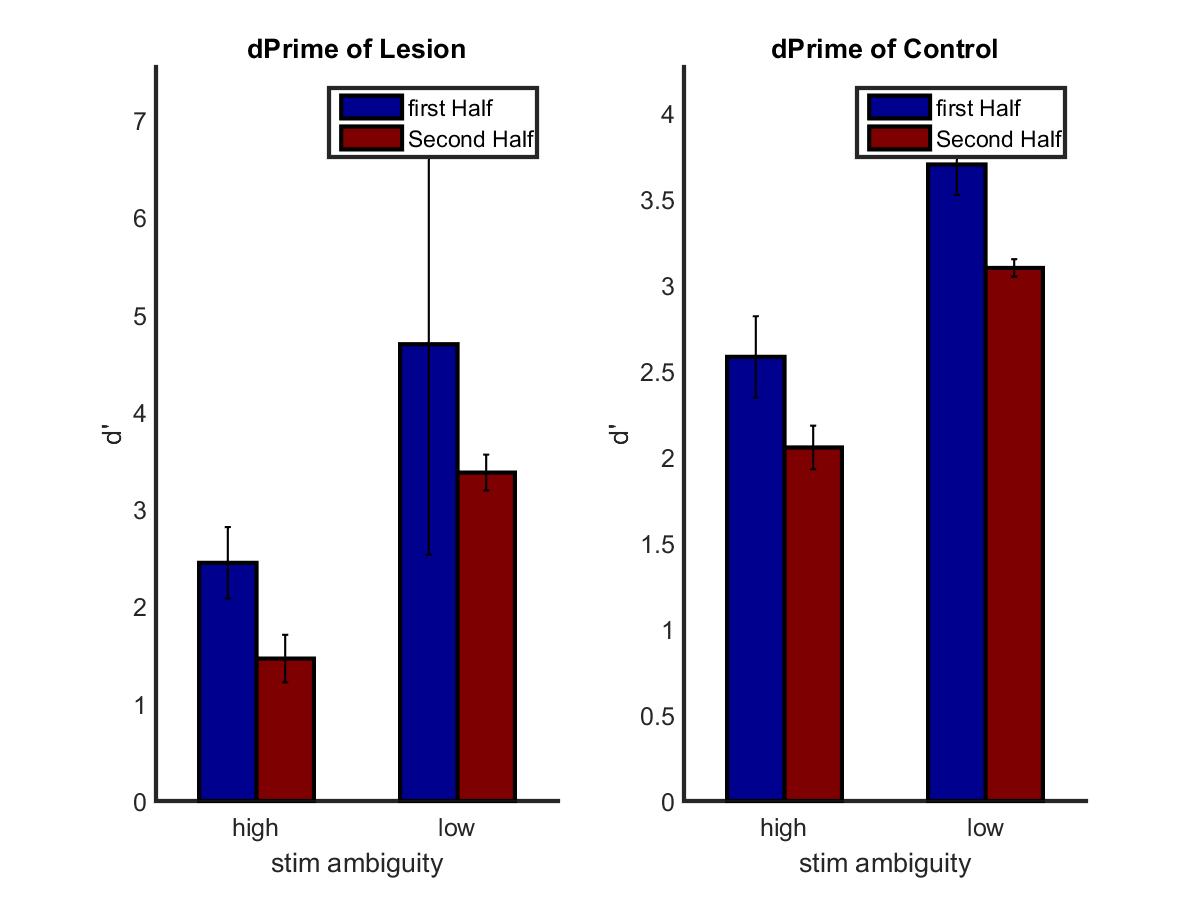 dPrime of Lesion
first Half
Second Half
7
6
5
4
3
2
1
0
d'
high low
stim ambiguity
dPrime of Control
first Half
Second Half
4
3.5
3
2.5
2
1.5
1
0.5
0
d'
high low
stim ambiguity